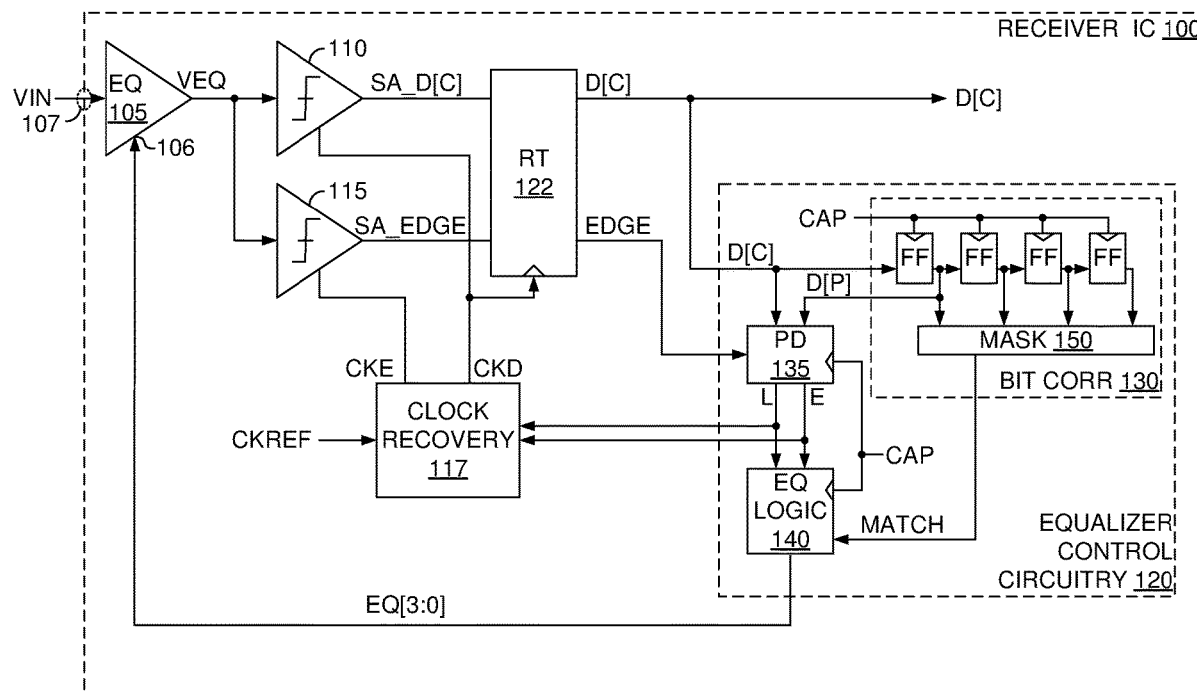 RECEIVER IC 100
110
VIN
107
EQ
105
VEQ
106
SA_D[C]
D[C]
D[C]
RT
122
115
SA_EDGE
EDGE
CAP
FF
FF
FF
FF
D[C]
D[P]
MASK 150
BIT CORR 130
PD
135
L
E
CKE
CKD
CLOCK
RECOVERY
117
CKREF
CAP
EQ
LOGIC
140
MATCH
EQUALIZER
CONTROL
CIRCUITRY 120
EQ[3:0]